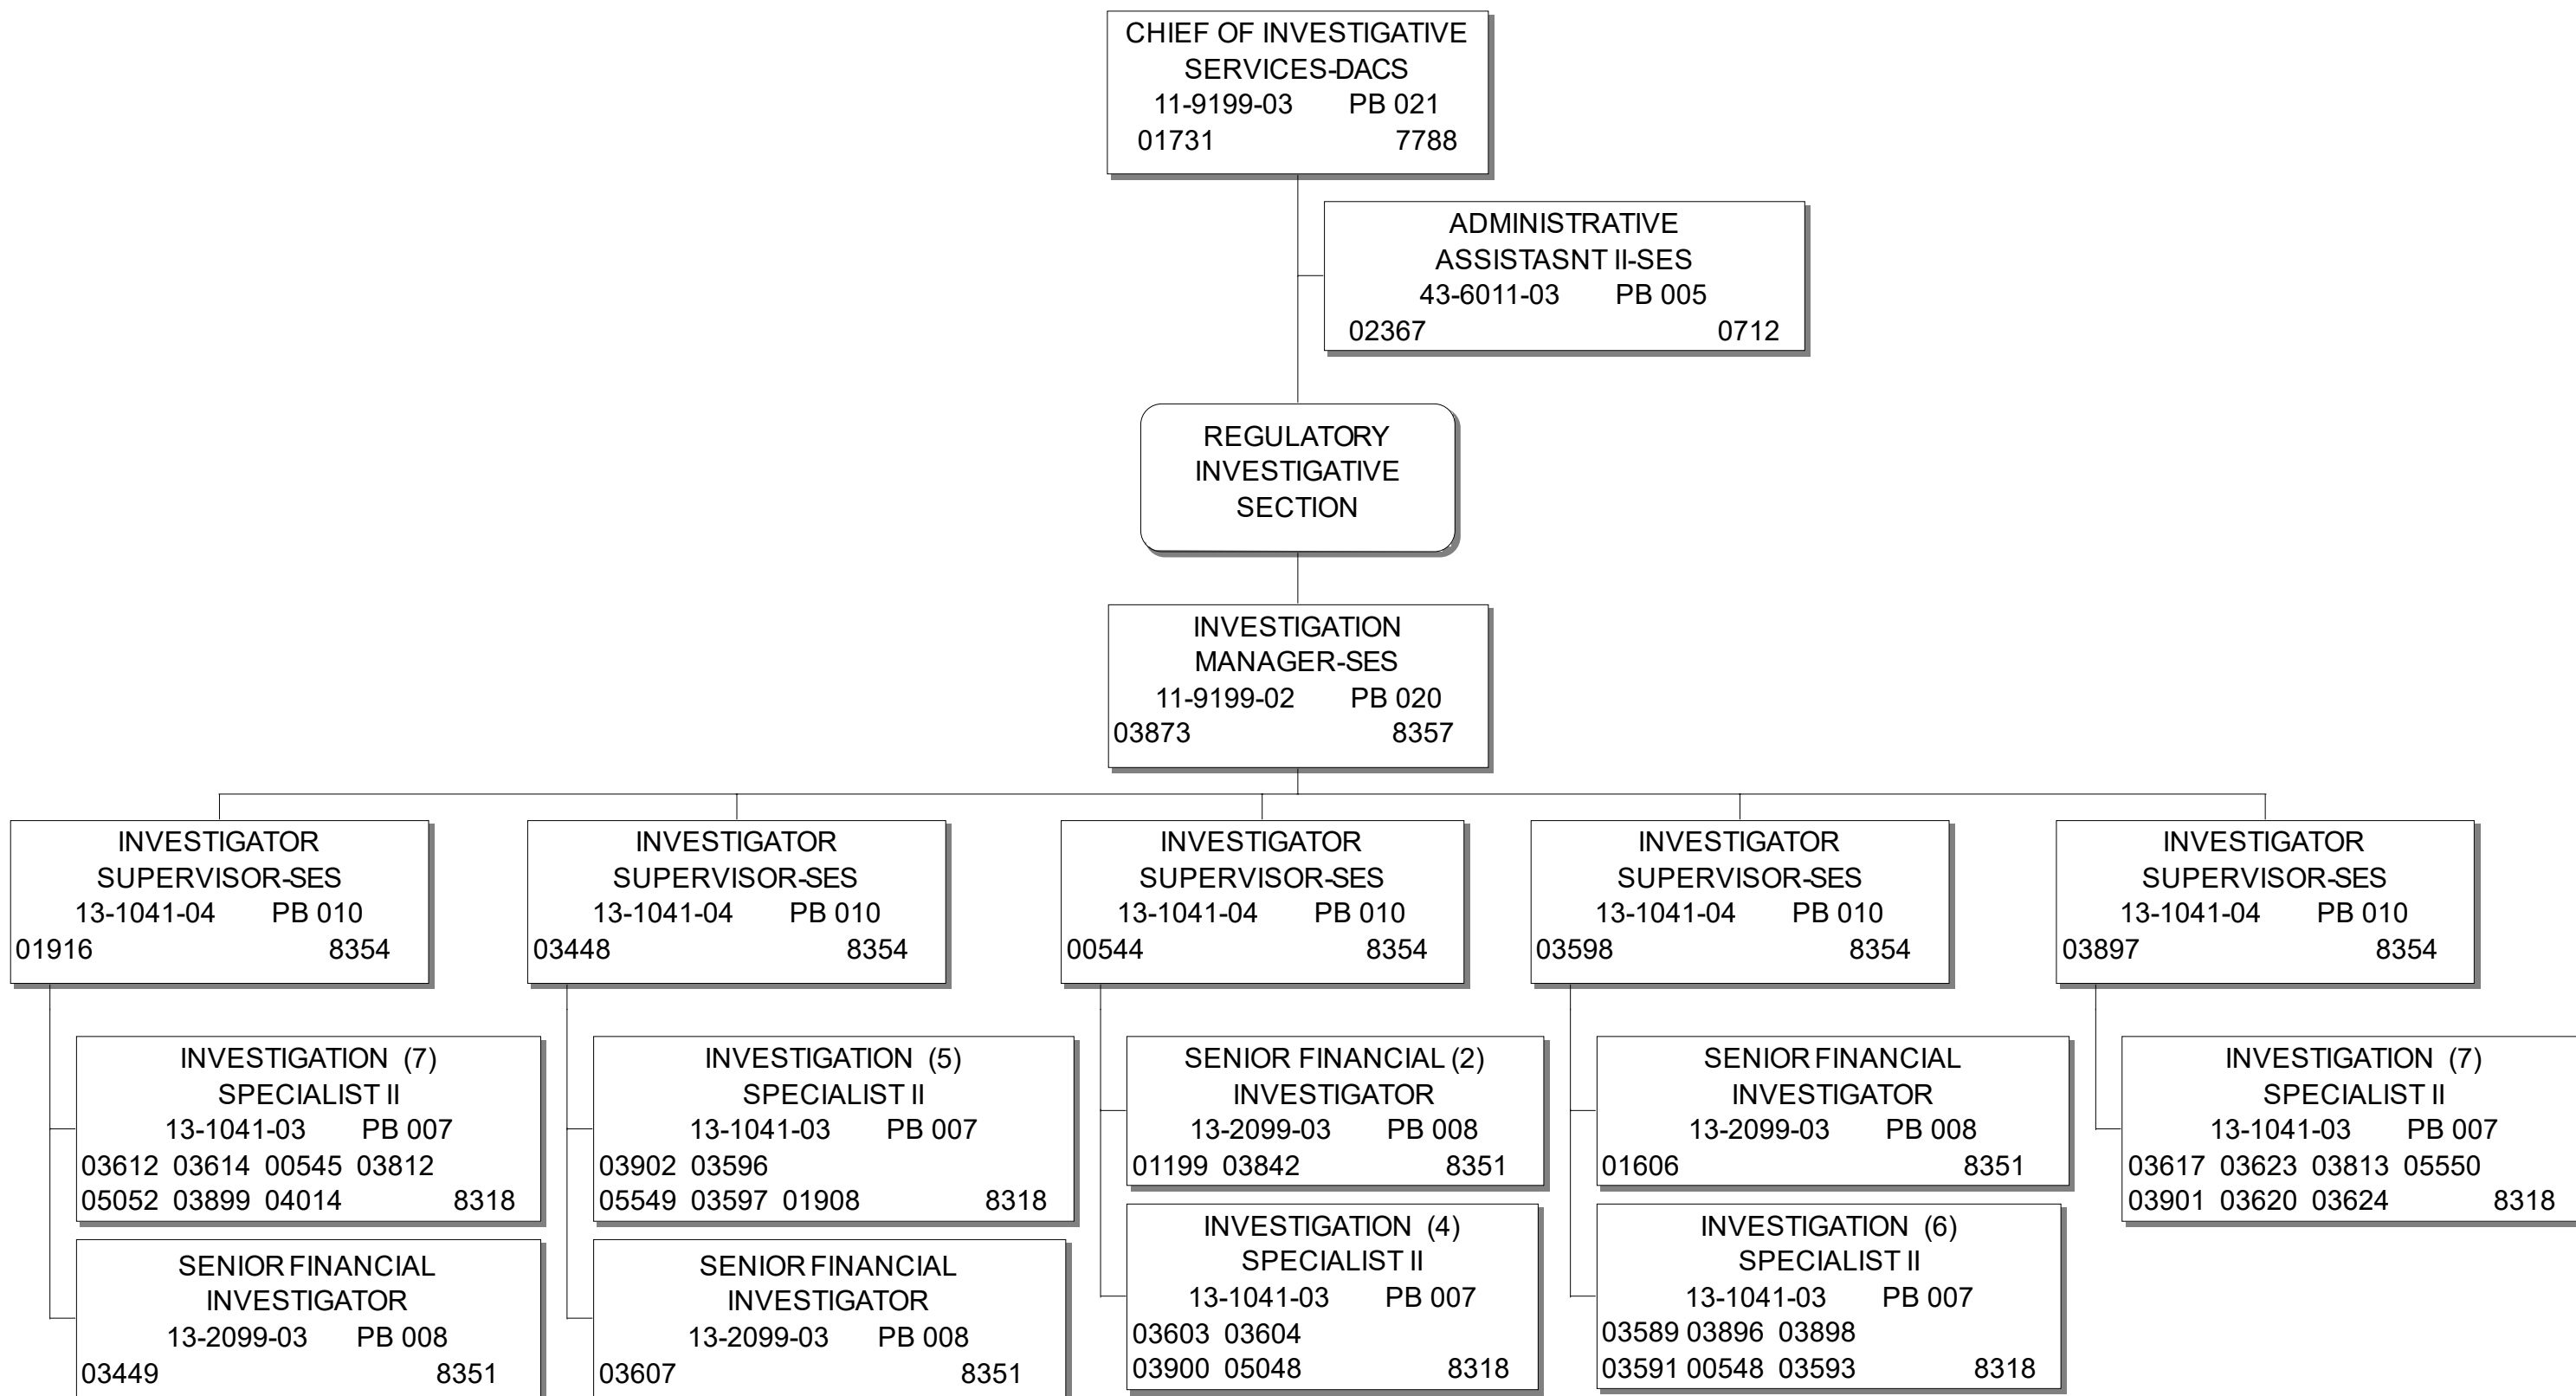 CHIEF OF INVESTIGATIVE
SERVICES-DACS
11-9199-03 PB 021
01731 7788
ADMINISTRATIVE
ASSISTASNT II-SES
43-6011-03 PB 005
02367 0712
REGULATORY
INVESTIGATIVE
SECTION
INVESTIGATION
MANAGER-SES
11-9199-02 PB 020
03873 8357
INVESTIGATOR
SUPERVISOR-SES
13-1041-04 PB 010
01916 8354
INVESTIGATION (7)
SPECIALIST II
13-1041-03 PB 007
03612 03614 00545 03812
05052 03899 04014 8318
SENIOR FINANCIAL
INVESTIGATOR
13-2099-03 PB 008
03449 8351
INVESTIGATOR
SUPERVISOR-SES
13-1041-04 PB 010
03448 8354
INVESTIGATION (5)
SPECIALIST II
13-1041-03 PB 007
03902 03596
05549 03597 01908 8318
SENIOR FINANCIAL
INVESTIGATOR
13-2099-03 PB 008
03607 8351
INVESTIGATOR
SUPERVISOR-SES
13-1041-04 PB 010
00544 8354
SENIOR FINANCIAL (2)
INVESTIGATOR
13-2099-03 PB 008
01199 03842 8351
INVESTIGATION (4)
SPECIALIST II
13-1041-03 PB 007
03603 03604
03900 05048 8318
INVESTIGATOR
SUPERVISOR-SES
13-1041-04 PB 010
03598 8354
SENIOR FINANCIAL
INVESTIGATOR
13-2099-03 PB 008
01606 8351
INVESTIGATION (6)
SPECIALIST II
13-1041-03 PB 007
03589 03896 03898
03591 00548 03593 8318
INVESTIGATOR
SUPERVISOR-SES
13-1041-04 PB 010
03897 8354
INVESTIGATION (7)
SPECIALIST II
13-1041-03 PB 007
03617 03623 03813 05550
03901 03620 03624 8318